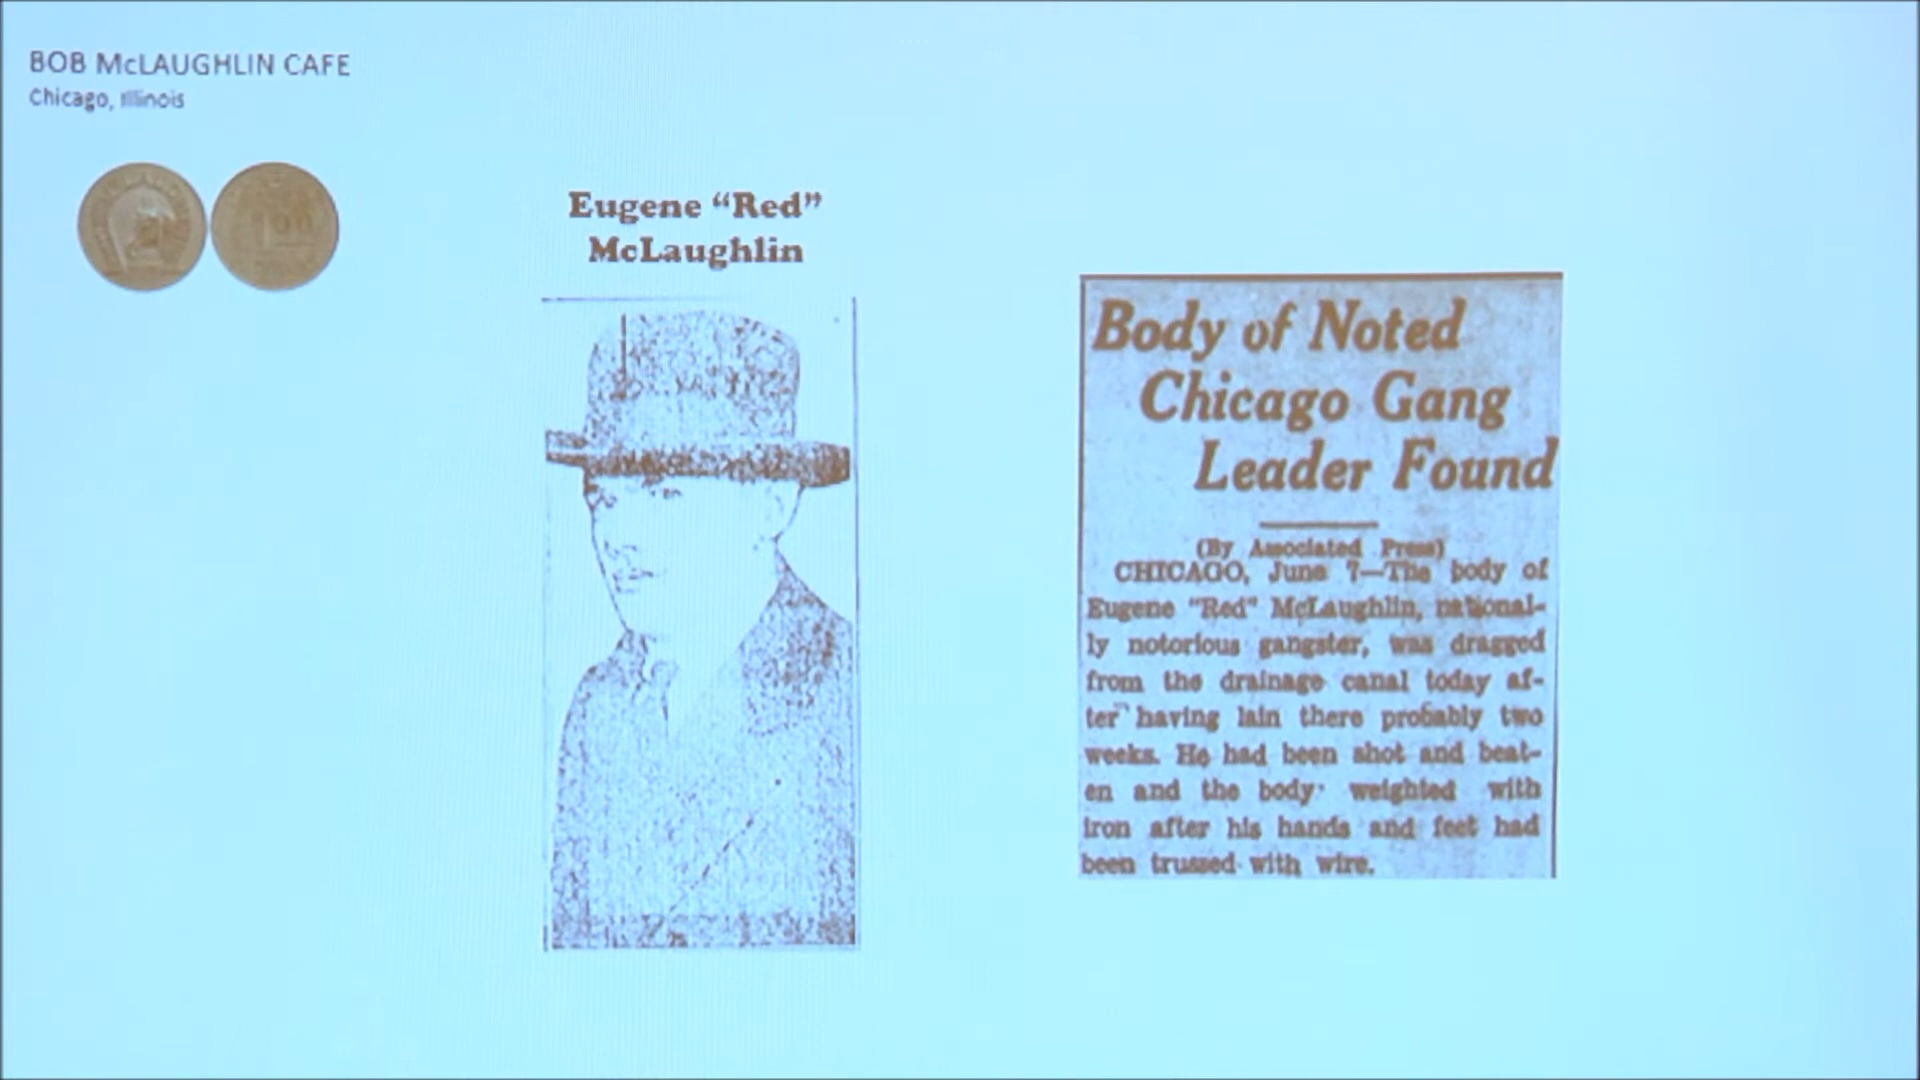 BOB McLAUGHLIN CAFE
Chicago, Illinois
1.00
Eugene “Red”
McLaughlin
Body of Noted
Chicago Gang
Leader Found
(By Associated Press)
CHICAGO, June 7—The body of
Eugene "Red" McLaughlin, national-
ly notorious gangster, was dragged
from the drainage canal today af-
ter having lain there probably two
weeks. He had been shot and beat-
en and the body weighted with
iron after his hands and feet had
been trussed with wire.